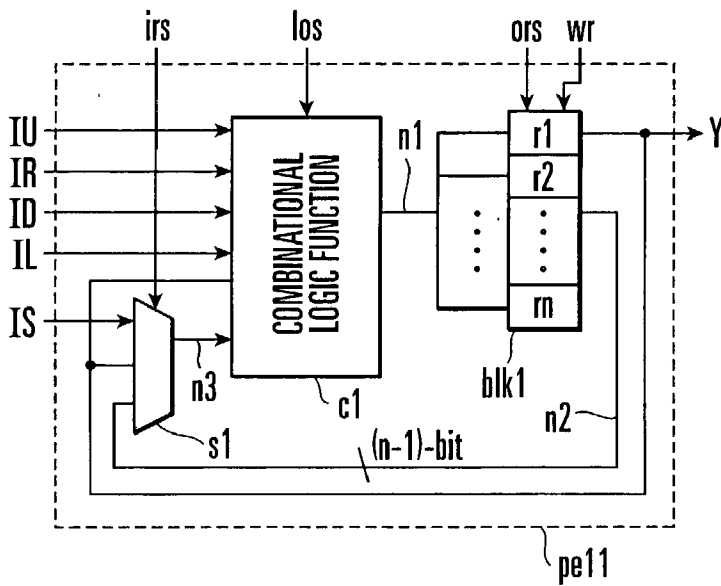 irs
los
ors
wr
IU
IR
ID
IL
IS
COMBINATIONAL
LOGIC FUNCTION
n1
r1
r2
rn
Y
n3
s1
c1
blk1
n2
(n-1)-bit
pe11